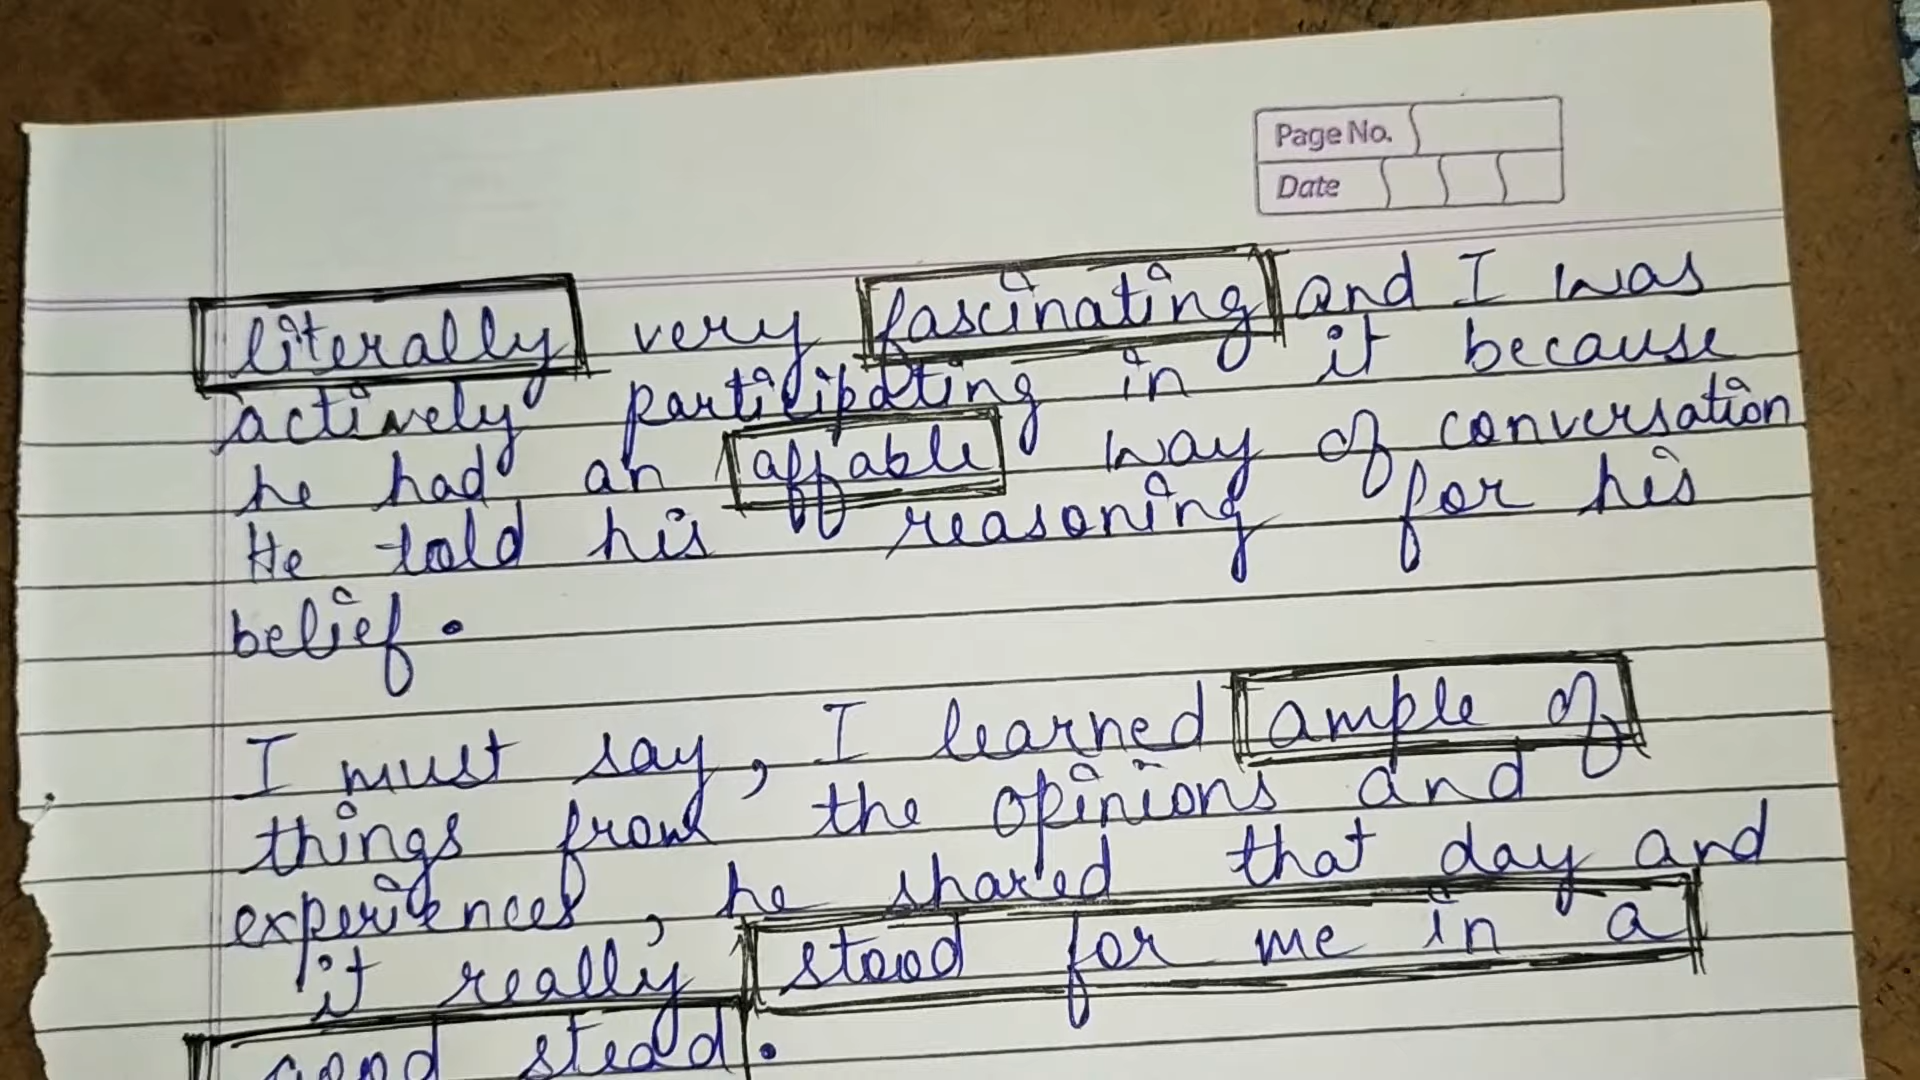 Page No.
Date
literally very fascinating and I was
actively participating in it because
he had an affable way of conversation
He told his reasoning for his
belief.
I must say, I learned ample of
things from the opinions and
experiences, he shared that day and
it really stood for me in a
good stead.